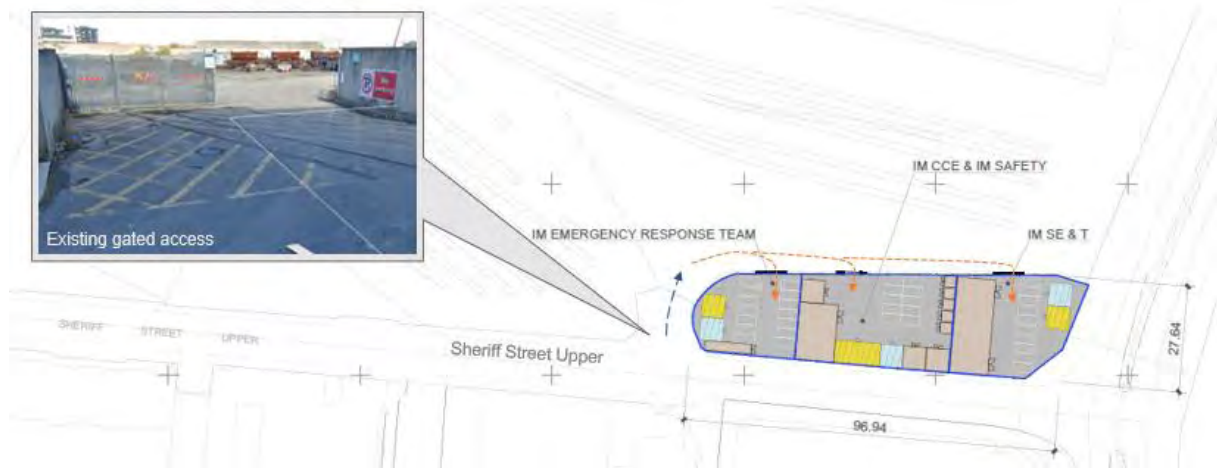 Existing gated access
IM CCE & IM SAFETY
IM EMERGENCY RESPONSE TEAM
IM SE & T
SHERIFF STREET UPPER
Sheriff Street Upper
27.64
96.94